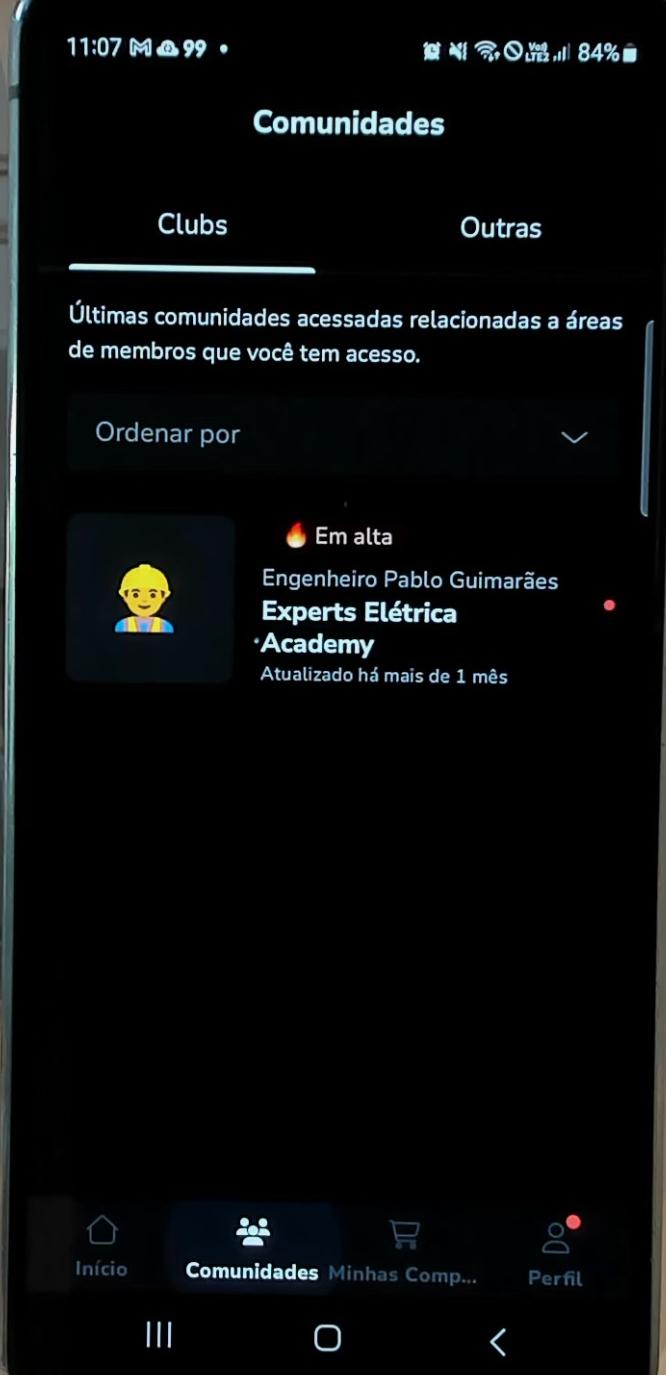 11:07 99
84%
Comunidades
Clubs
Outras
Últimas comunidades acessadas relacionadas a áreas
de membros que você tem acesso.
Ordenar por
Em alta
Engenheiro Pablo Guimarães
Experts Elétrica
Academy
Atualizado há mais de 1 mês
Início
Comunidades
Minhas Comp...
Perfil